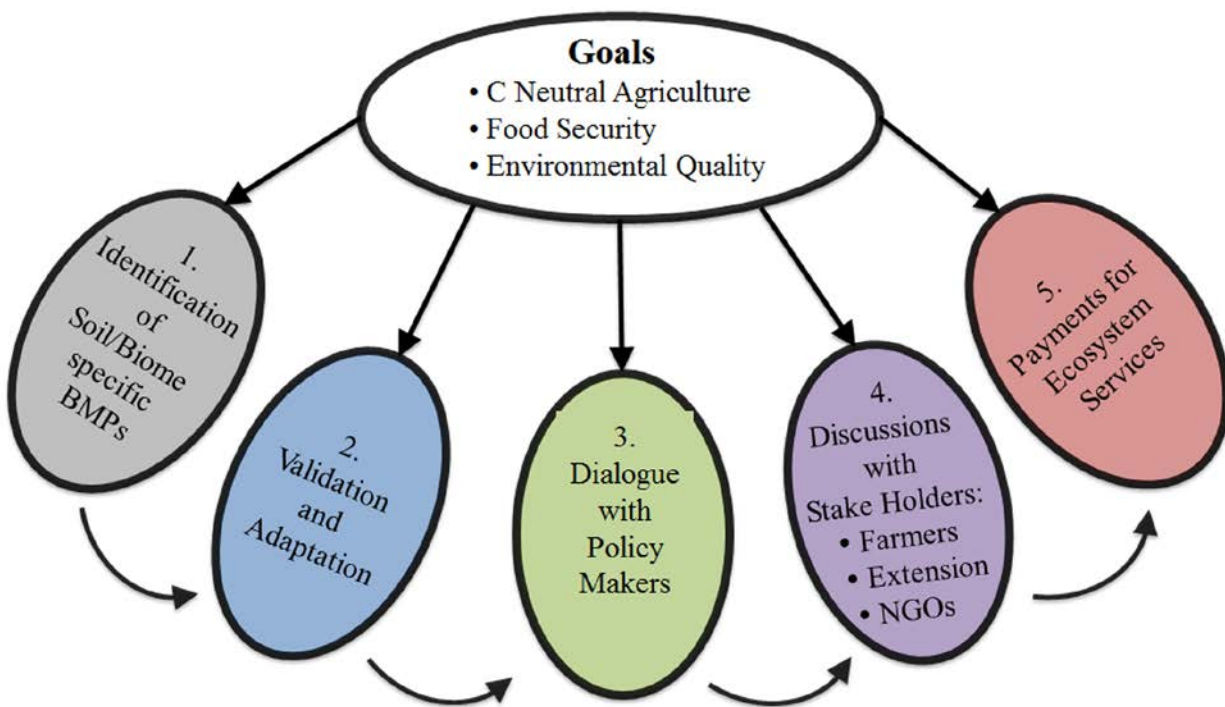 Goals
• C Neutral Agriculture
• Food Security
• Environmental Quality
1.
Identification
of
Soil/Biome
specific
BMPs
2.
Validation
and
Adaptation
3.
Dialogue
with
Policy
Makers
4.
Discussions
with
Stake Holders:
• Farmers
• Extension
• NGOs
5.
Payments for
Ecosystem
Services